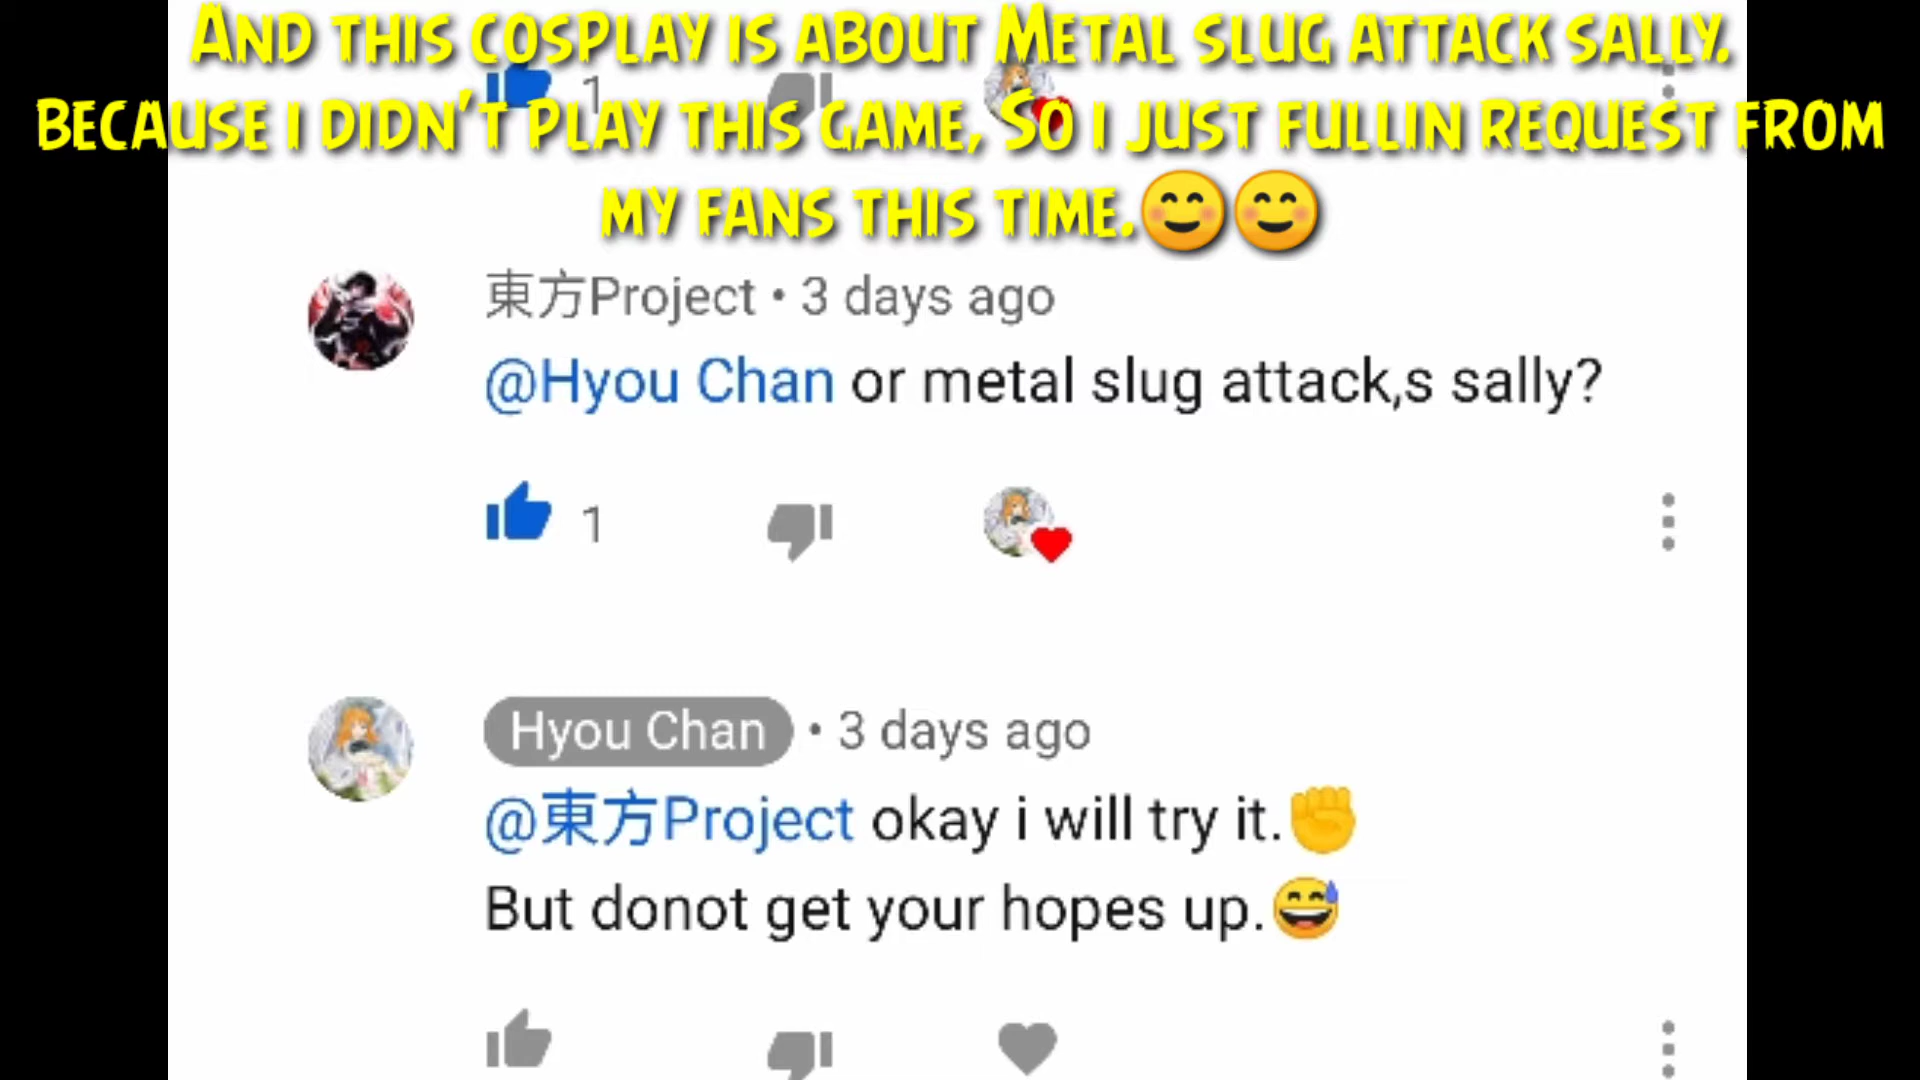 And this cosplay is about Metal slug attack sally.
Because i didn't play this game, So i just fullin request from
my fans this time.😊😊
1
東方Project • 3 days ago
@Hyou Chan or metal slug attack,s sally?
1
Hyou Chan • 3 days ago
@東方Project okay i will try it.✊
But donot get your hopes up.😅